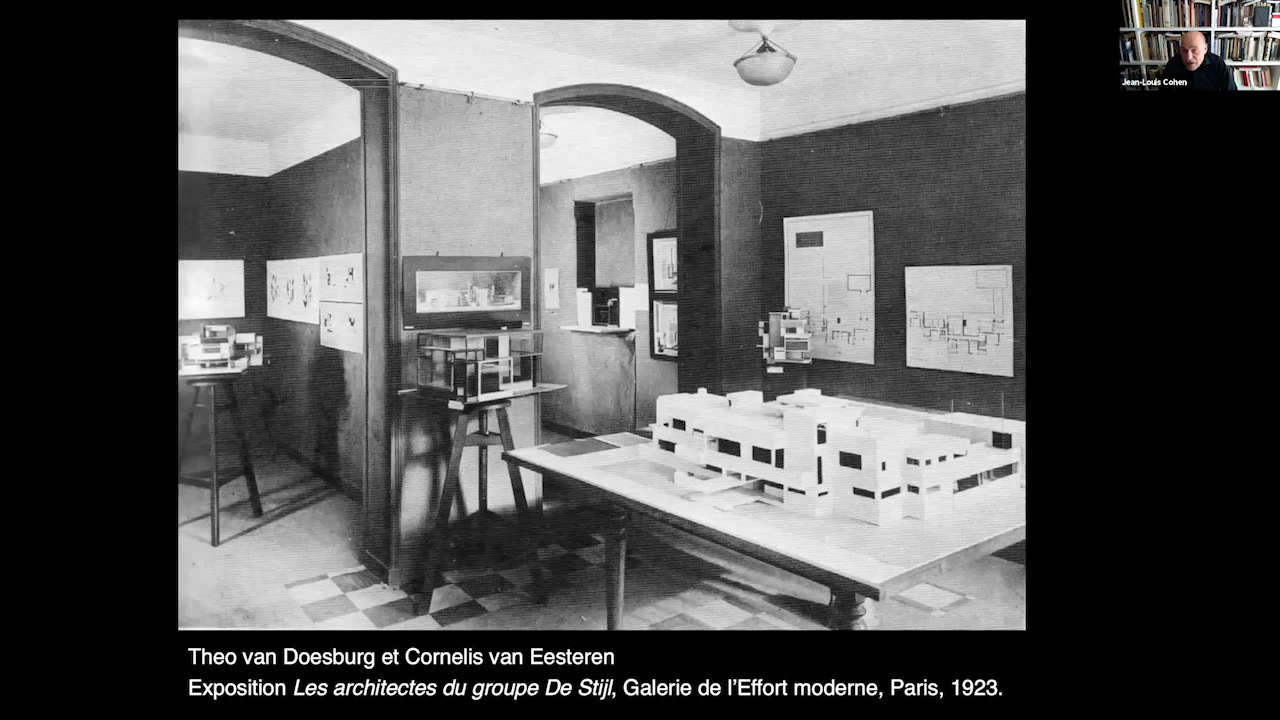 Jean-Louis Cohen
Theo van Doesburg et Cornelis van Eesteren
Exposition Les architectes du groupe De Stijl, Galerie de l'Effort moderne, Paris, 1923.